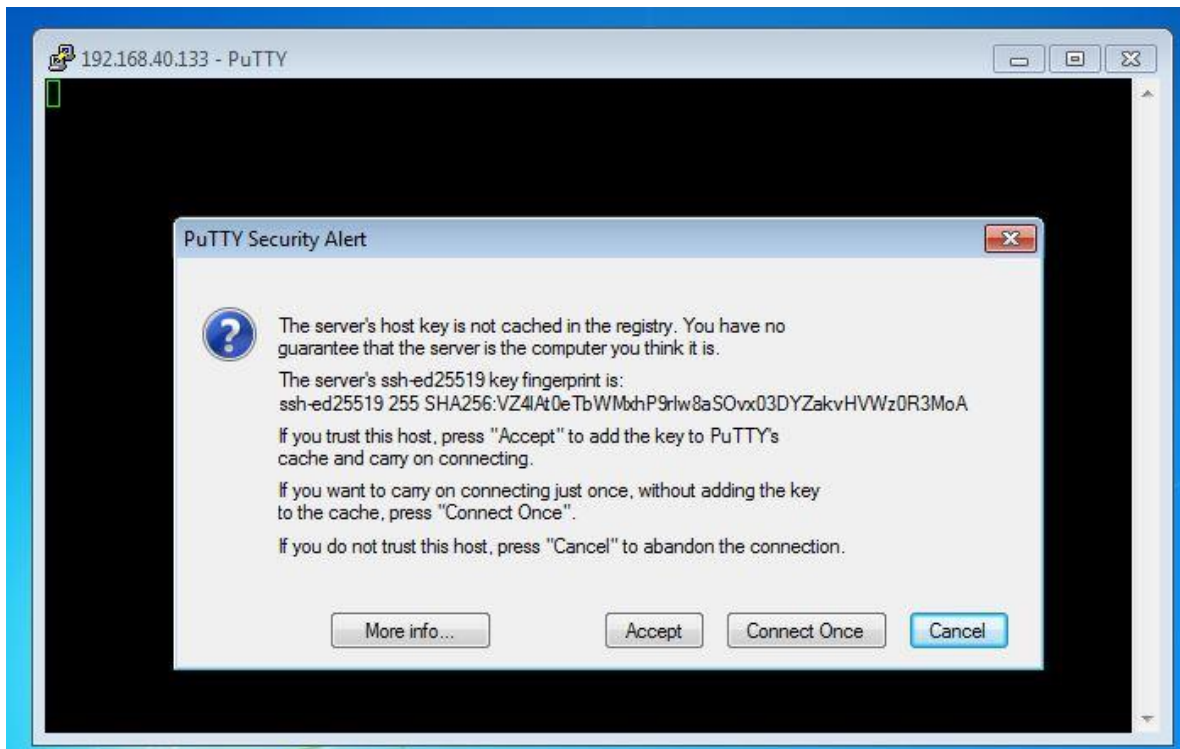 192.168.40.133 - PuTTY
PuTTY Security Alert
The server's host key is not cached in the registry. You have no
guarantee that the server is the computer you think it is.
The server's ssh-ed25519 key fingerprint is:
ssh-ed25519 255 SHA256:VZ4lAt0eTbWMxhP9rlw8aSOvx03DYZakvHVWz0R3MoA
If you trust this host, press "Accept" to add the key to PuTTY's
cache and carry on connecting.
If you want to carry on connecting just once, without adding the key
to the cache, press "Connect Once".
If you do not trust this host, press "Cancel" to abandon the connection.
More info...
Accept
Connect Once
Cancel